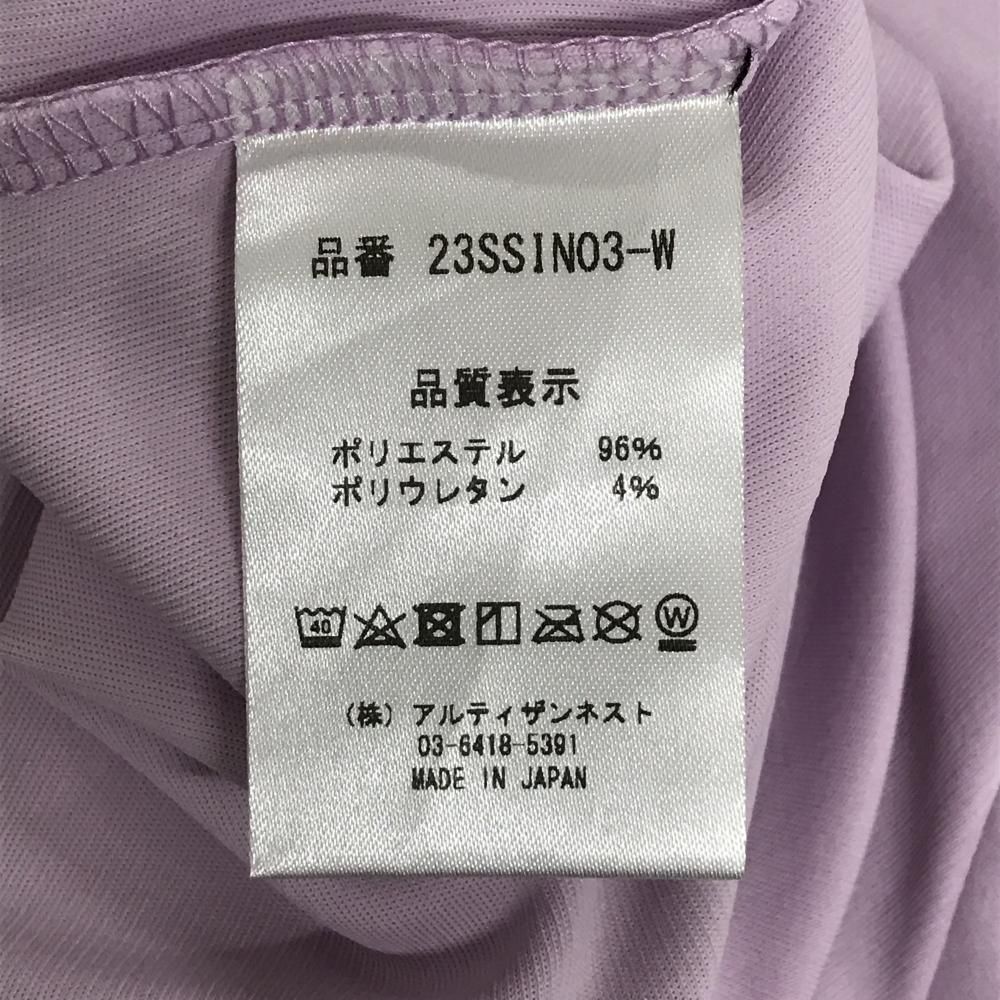 品番 23SSIN03-W
品質表示
ポリエステル 96%
ポリウレタン 4%
40 W
(株) アルティザンネスト
03-6418-5391
MADE IN JAPAN